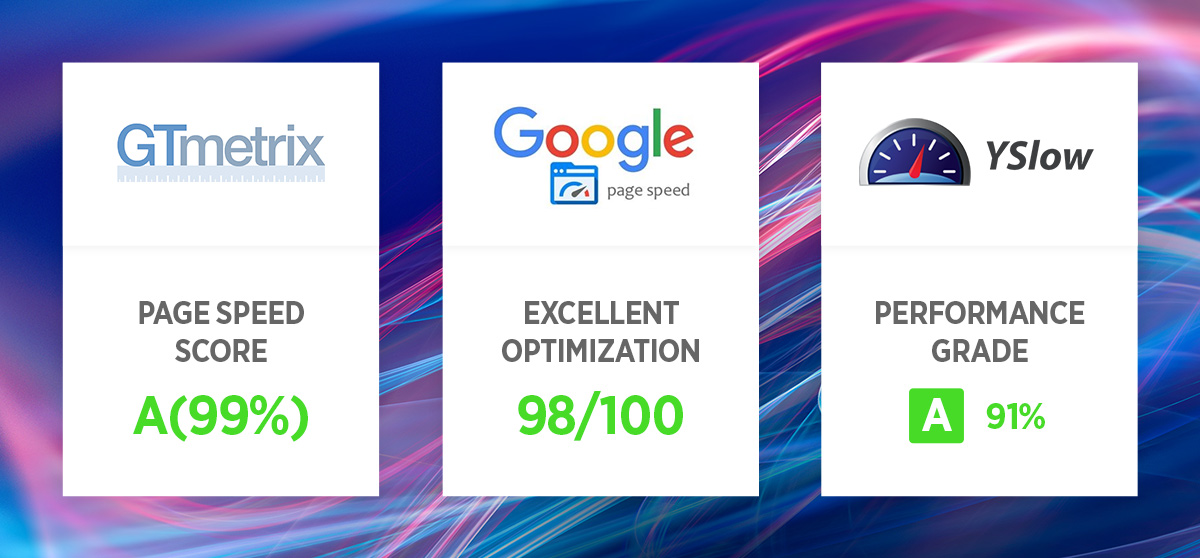 GTmetrix
PAGE SPEED
SCORE
A(99%)
Google
page speed
EXCELLENT
OPTIMIZATION
98/100
YSlow
PERFORMANCE
GRADE
A 91%